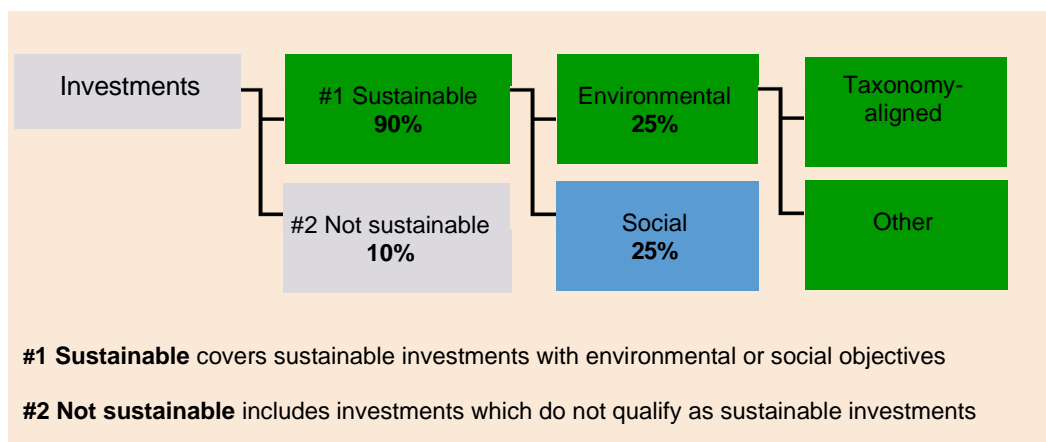 Investments
#1 Sustainable
90%
Environmental
25%
Taxonomy-
aligned
#2 Not sustainable
10%
Social
25%
Other
#1 Sustainable covers sustainable investments with environmental or social objectives
#2 Not sustainable includes investments which do not qualify as sustainable investments